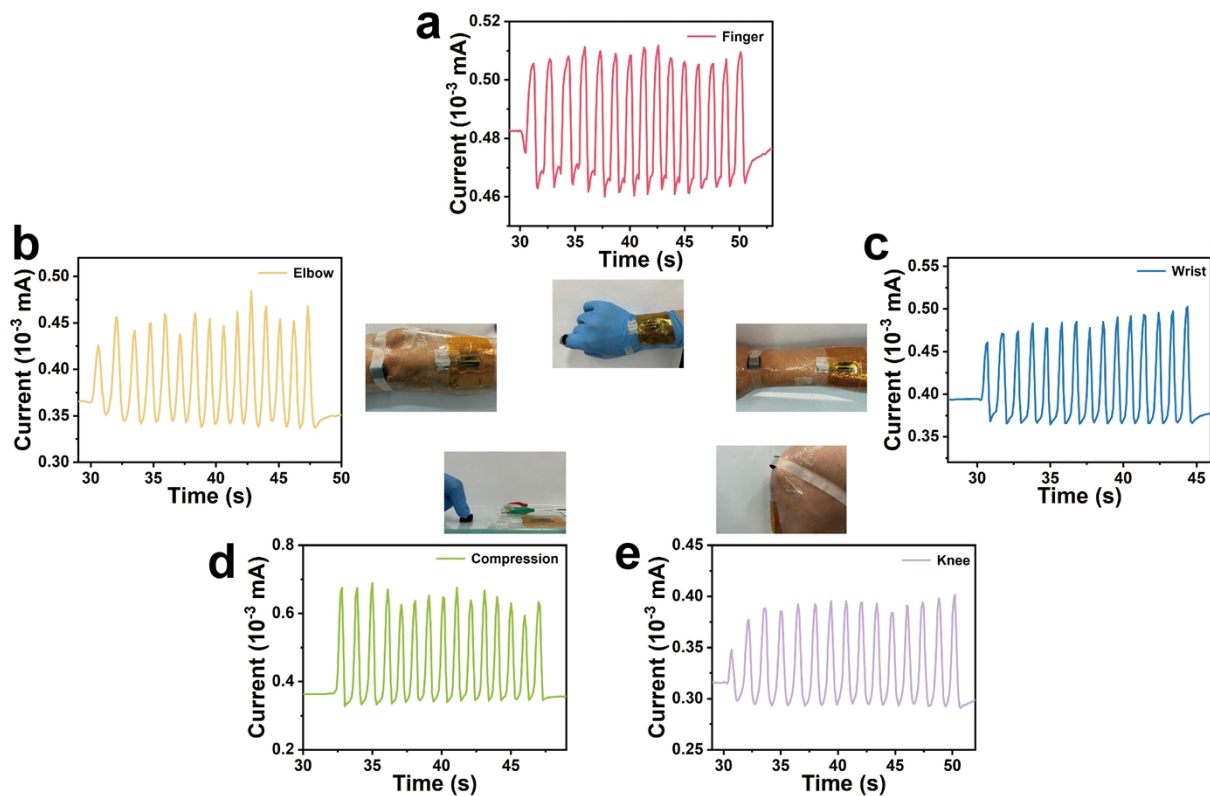 a
Finger
0.52
0.50
0.48
0.46
Current (10⁻³ mA)
30 35 40 45 50
Time (s)
b
Elbow
0.50
0.45
0.40
0.35
0.30
Current (10⁻³ mA)
30 35 40 45 50
Time (s)
c
Wrist
0.55
0.50
0.45
0.40
0.35
Current (10⁻³ mA)
30 35 40 45
Time (s)
d
Compression
0.8
0.6
0.4
0.2
Current (10⁻³ mA)
30 35 40 45
Time (s)
e
Knee
0.45
0.40
0.35
0.30
0.25
Current (10⁻³ mA)
30 35 40 45 50
Time (s)